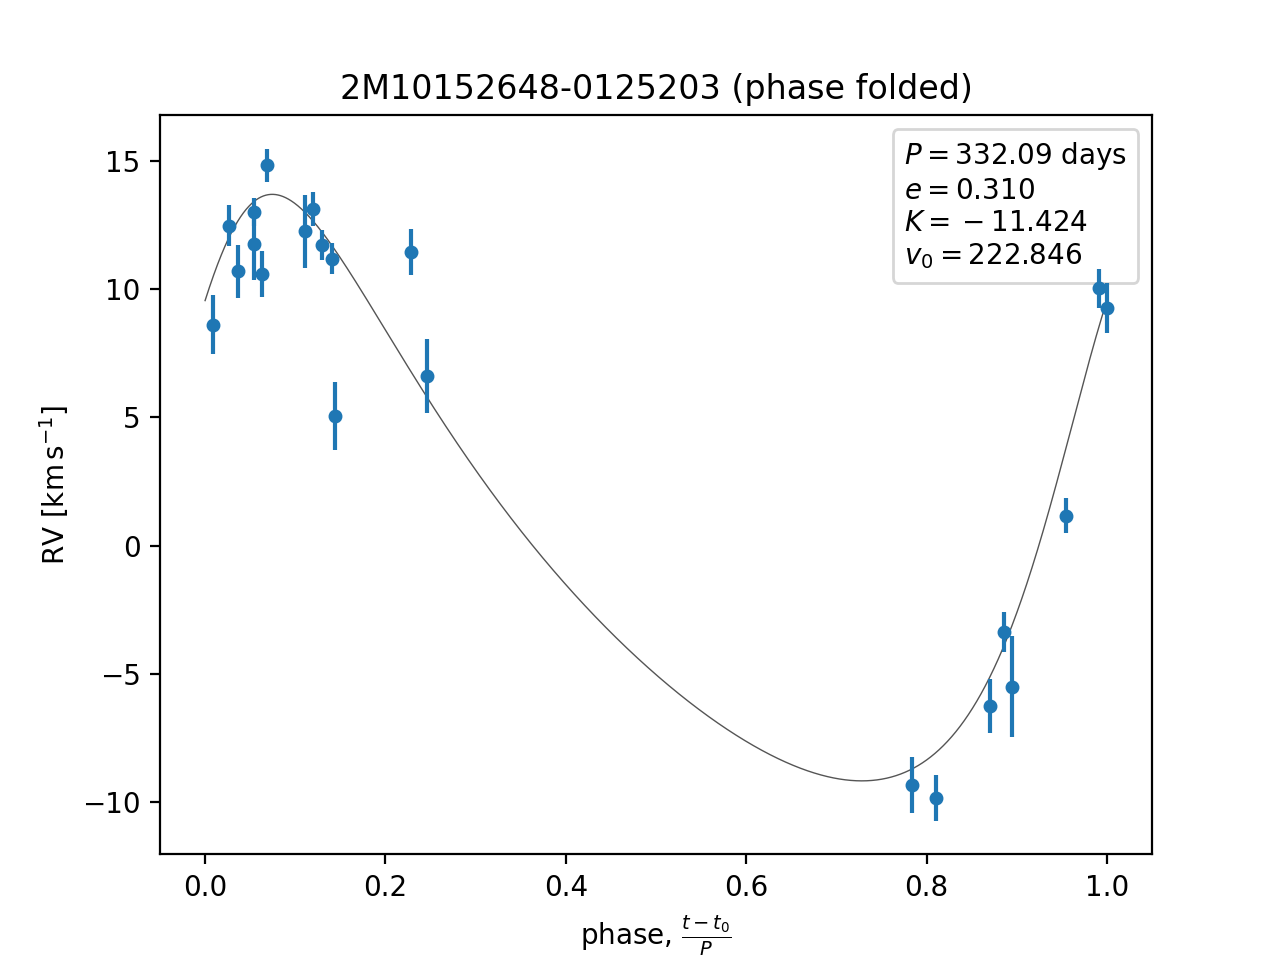 2M10152648-0125203 (phase folded)
P = 332.09 days
e = 0.310
K = −11.424
v₀ = 222.846
15
10
5
0
−5
−10
RV [km s⁻¹]
0.0 0.2 0.4 0.6 0.8 1.0
phase, (t − t₀)/P